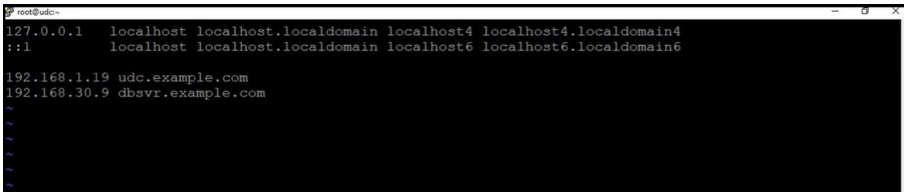 root@udc:~
127.0.0.1 localhost localhost.localdomain localhost4 localhost4.localdomain4
::1 localhost localhost.localdomain localhost6 localhost6.localdomain6
192.168.1.19 udc.example.com
192.168.30.9 dbsvr.example.com
~
~
~
~
~
~